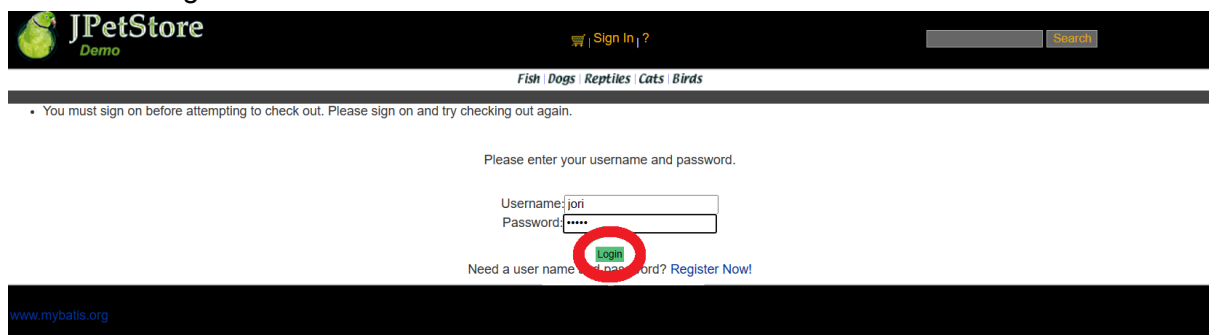 JPetStore
Demo
Sign In | ?
Search
Fish | Dogs | Reptiles | Cats | Birds
• You must sign on before attempting to check out. Please sign on and try checking out again.
Please enter your username and password.
Username: jori
Password: •••••
Login
Need a user name and password? Register Now!
www.mybatis.org